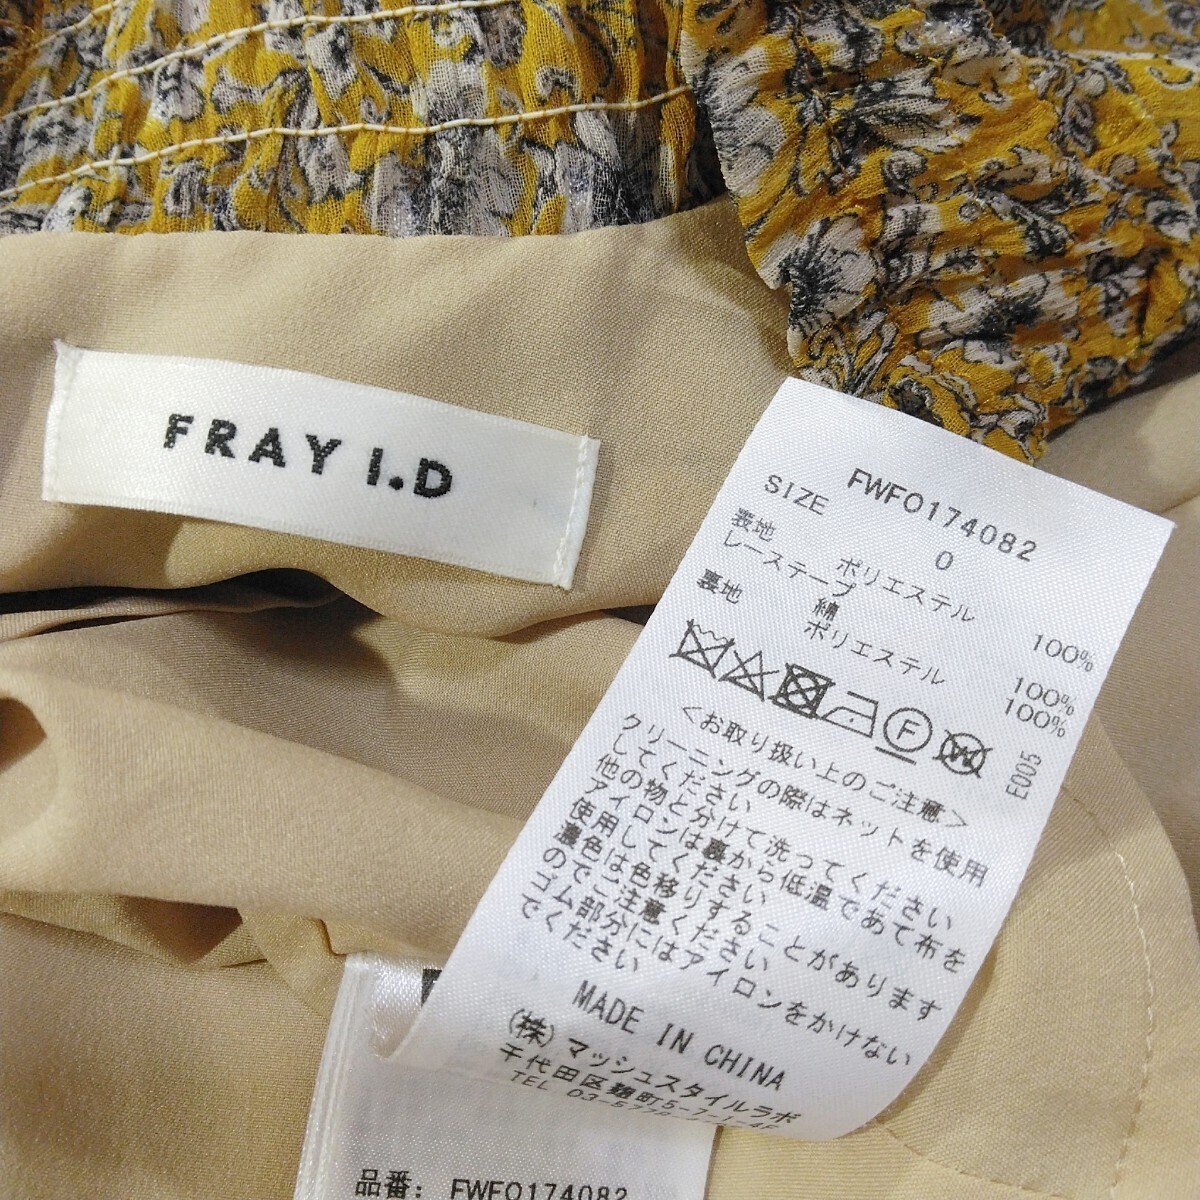 FRAY I.D
FWFO174082
SIZE 0
表地 ポリエステル 100%
レーステープ 綿 100%
裏地 ポリエステル 100%
F
W
E005
<お取り扱い上のご注意>
クリーニングの際はネットを使用
してください
他の物と分けて洗ってください
アイロンは裏から低温であて布を
使用してください
濃色は色移りすることがあります
のでご注意ください
ゴム部分にはアイロンをかけない
でください
MADE IN CHINA
(株)マッシュスタイルラボ
千代田区麹町5-7-1-4F
TEL 03-5778-
品番: FWFO174082